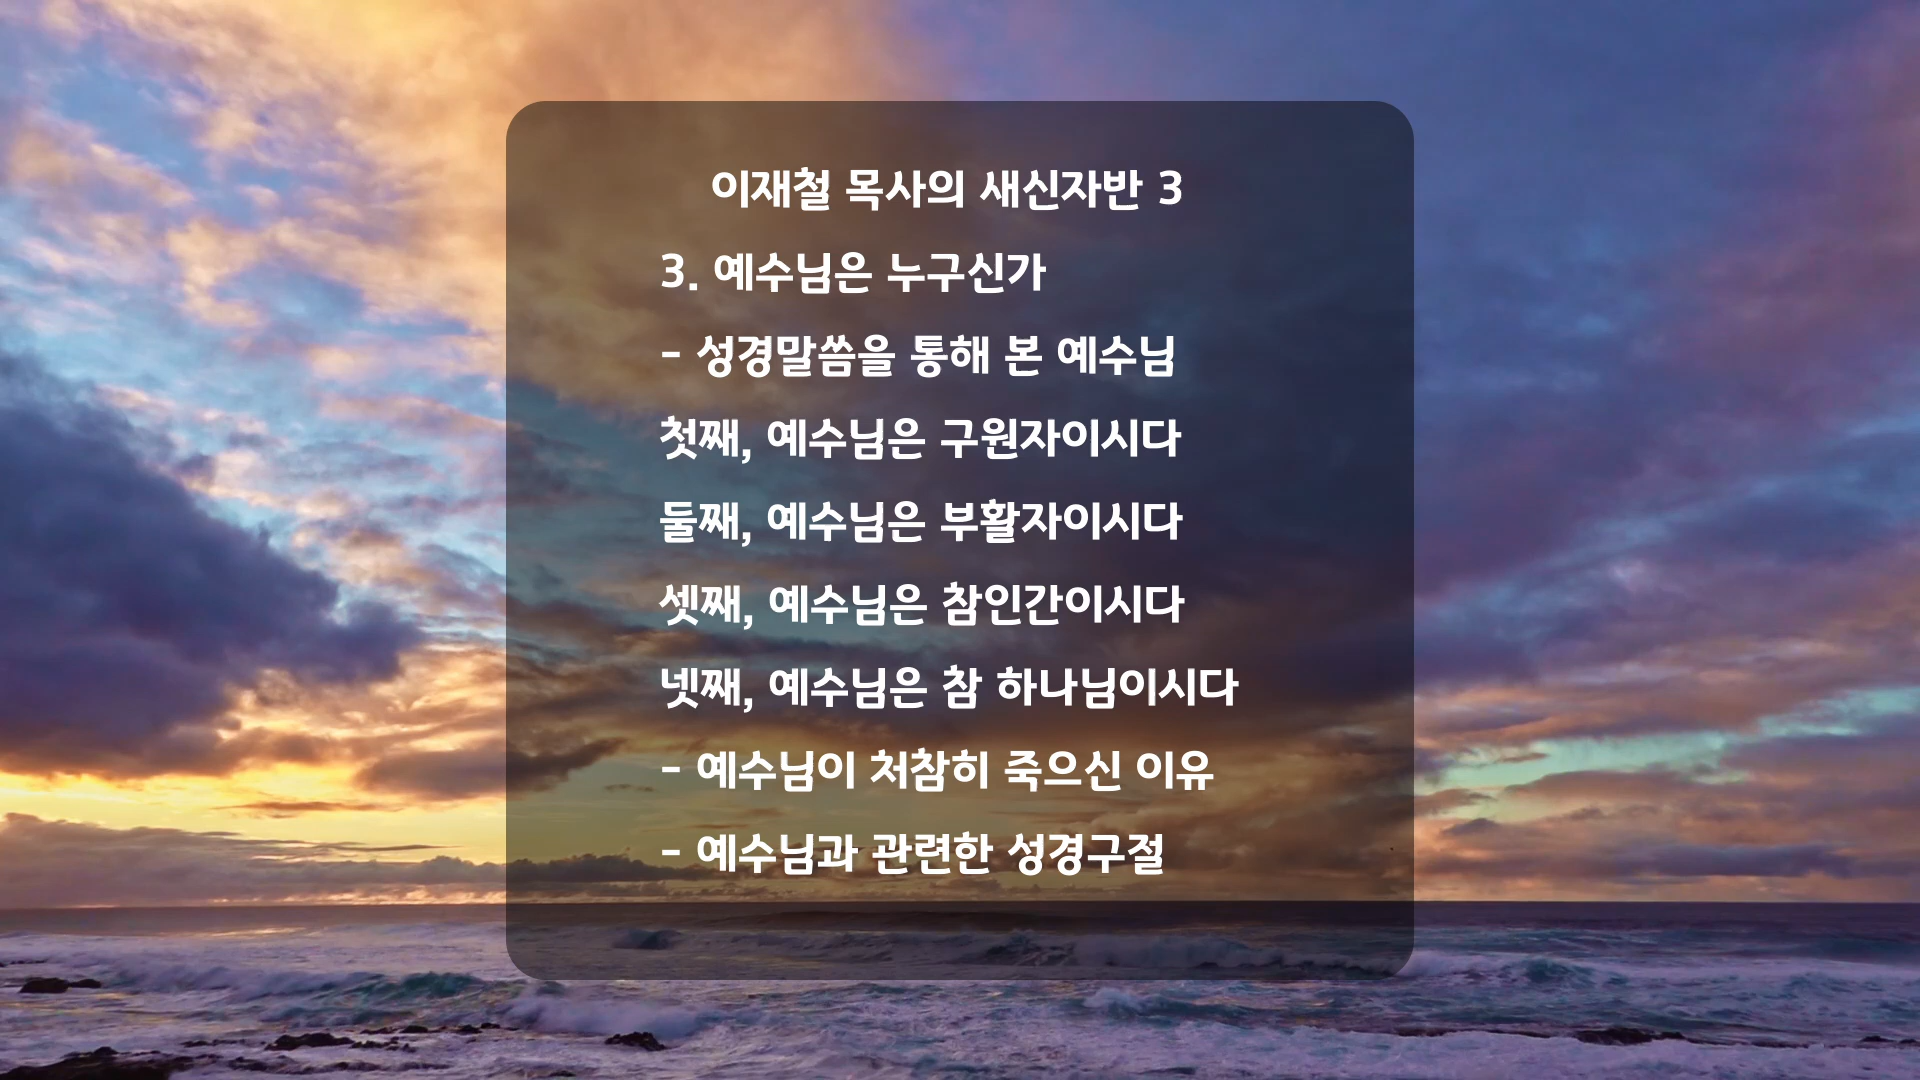 이재철 목사의 새신자반 3
3. 예수님은 누구신가
- 성경말씀을 통해 본 예수님
첫째, 예수님은 구원자이시다
둘째, 예수님은 부활자이시다
셋째, 예수님은 참인간이시다
넷째, 예수님은 참 하나님이시다
- 예수님이 처참히 죽으신 이유
- 예수님과 관련한 성경구절